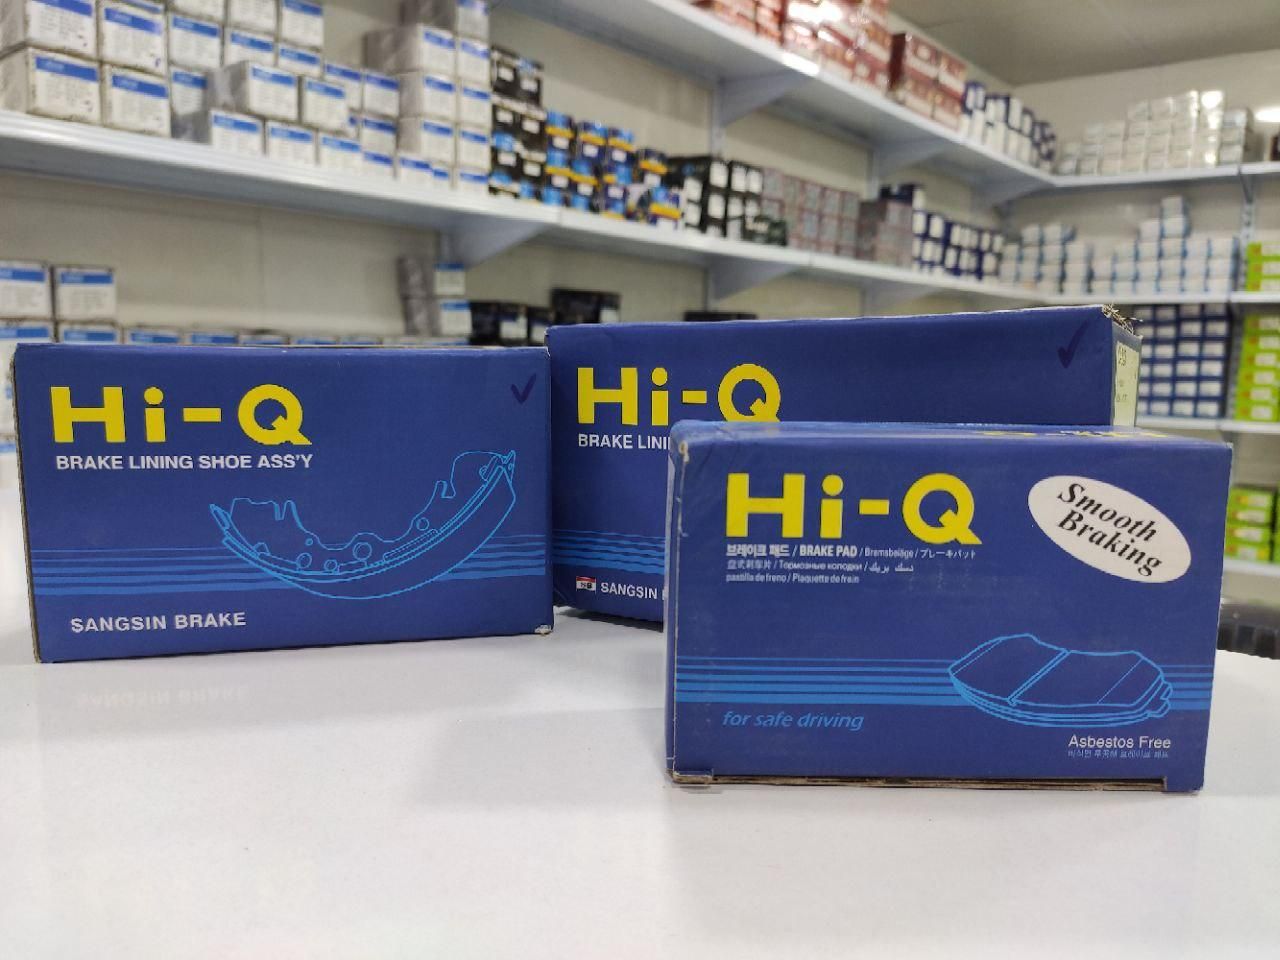 Hi-Q
BRAKE LINING SHOE ASS'Y
SANGSIN BRAKE
Hi-Q
BRAKE LINI
SB SANGSIN
Hi-Q
Smooth
Braking
브레이크 패드 / BRAKE PAD / Bremsbeläge / ブレーキパット
盘式刹车片 / Тормозные колодки / دسك بريك
pastilla de freno / Plaquette de frein
for safe driving
Asbestos Free